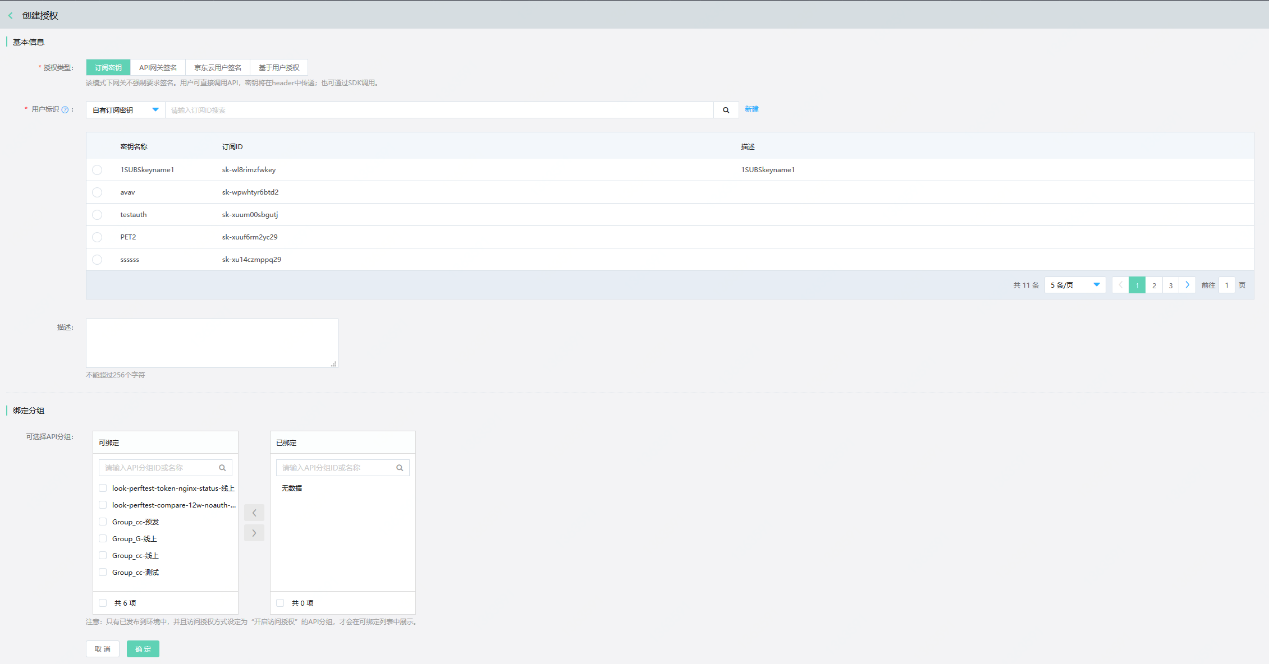 创建授权
基本信息
* 授权类型: 订阅密钥 API网关签名 京东云用户签名 基于用户授权
该模式下网关不强制要求签名。用户可直接调用API，密钥将在header中传递；也可通过SDK调用。
* 用户标识 ? : 自有订阅密钥 请输入订阅ID搜索 新建
密钥名称 订阅ID 描述
1SUBSkeyname1 sk-wl8rimzfwkey 1SUBSkeyname1
avav sk-wpwhtyr6btd2
testauth sk-xuum00sbgutj
PET2 sk-xuuf6rm2yc29
ssssss sk-xu14czmppq29
共 11 条 5 条/页 1 2 3 前往 1 页
描述:
不能超过256个字符
绑定分组
可选择API分组:
可绑定 已绑定
请输入API分组ID或名称 请输入API分组ID或名称
look-perftest-token-nginx-status-线上 无数据
look-perftest-compare-12w-noauth-...
Group_cc-预发
Group_G-线上
Group_cc-线上
Group_cc-测试
共 6 项 共 0 项
注意：只有已发布到环境中，并且访问授权方式设定为“开启访问授权”的API分组，才会在可绑定列表中展示。
取 消 确 定